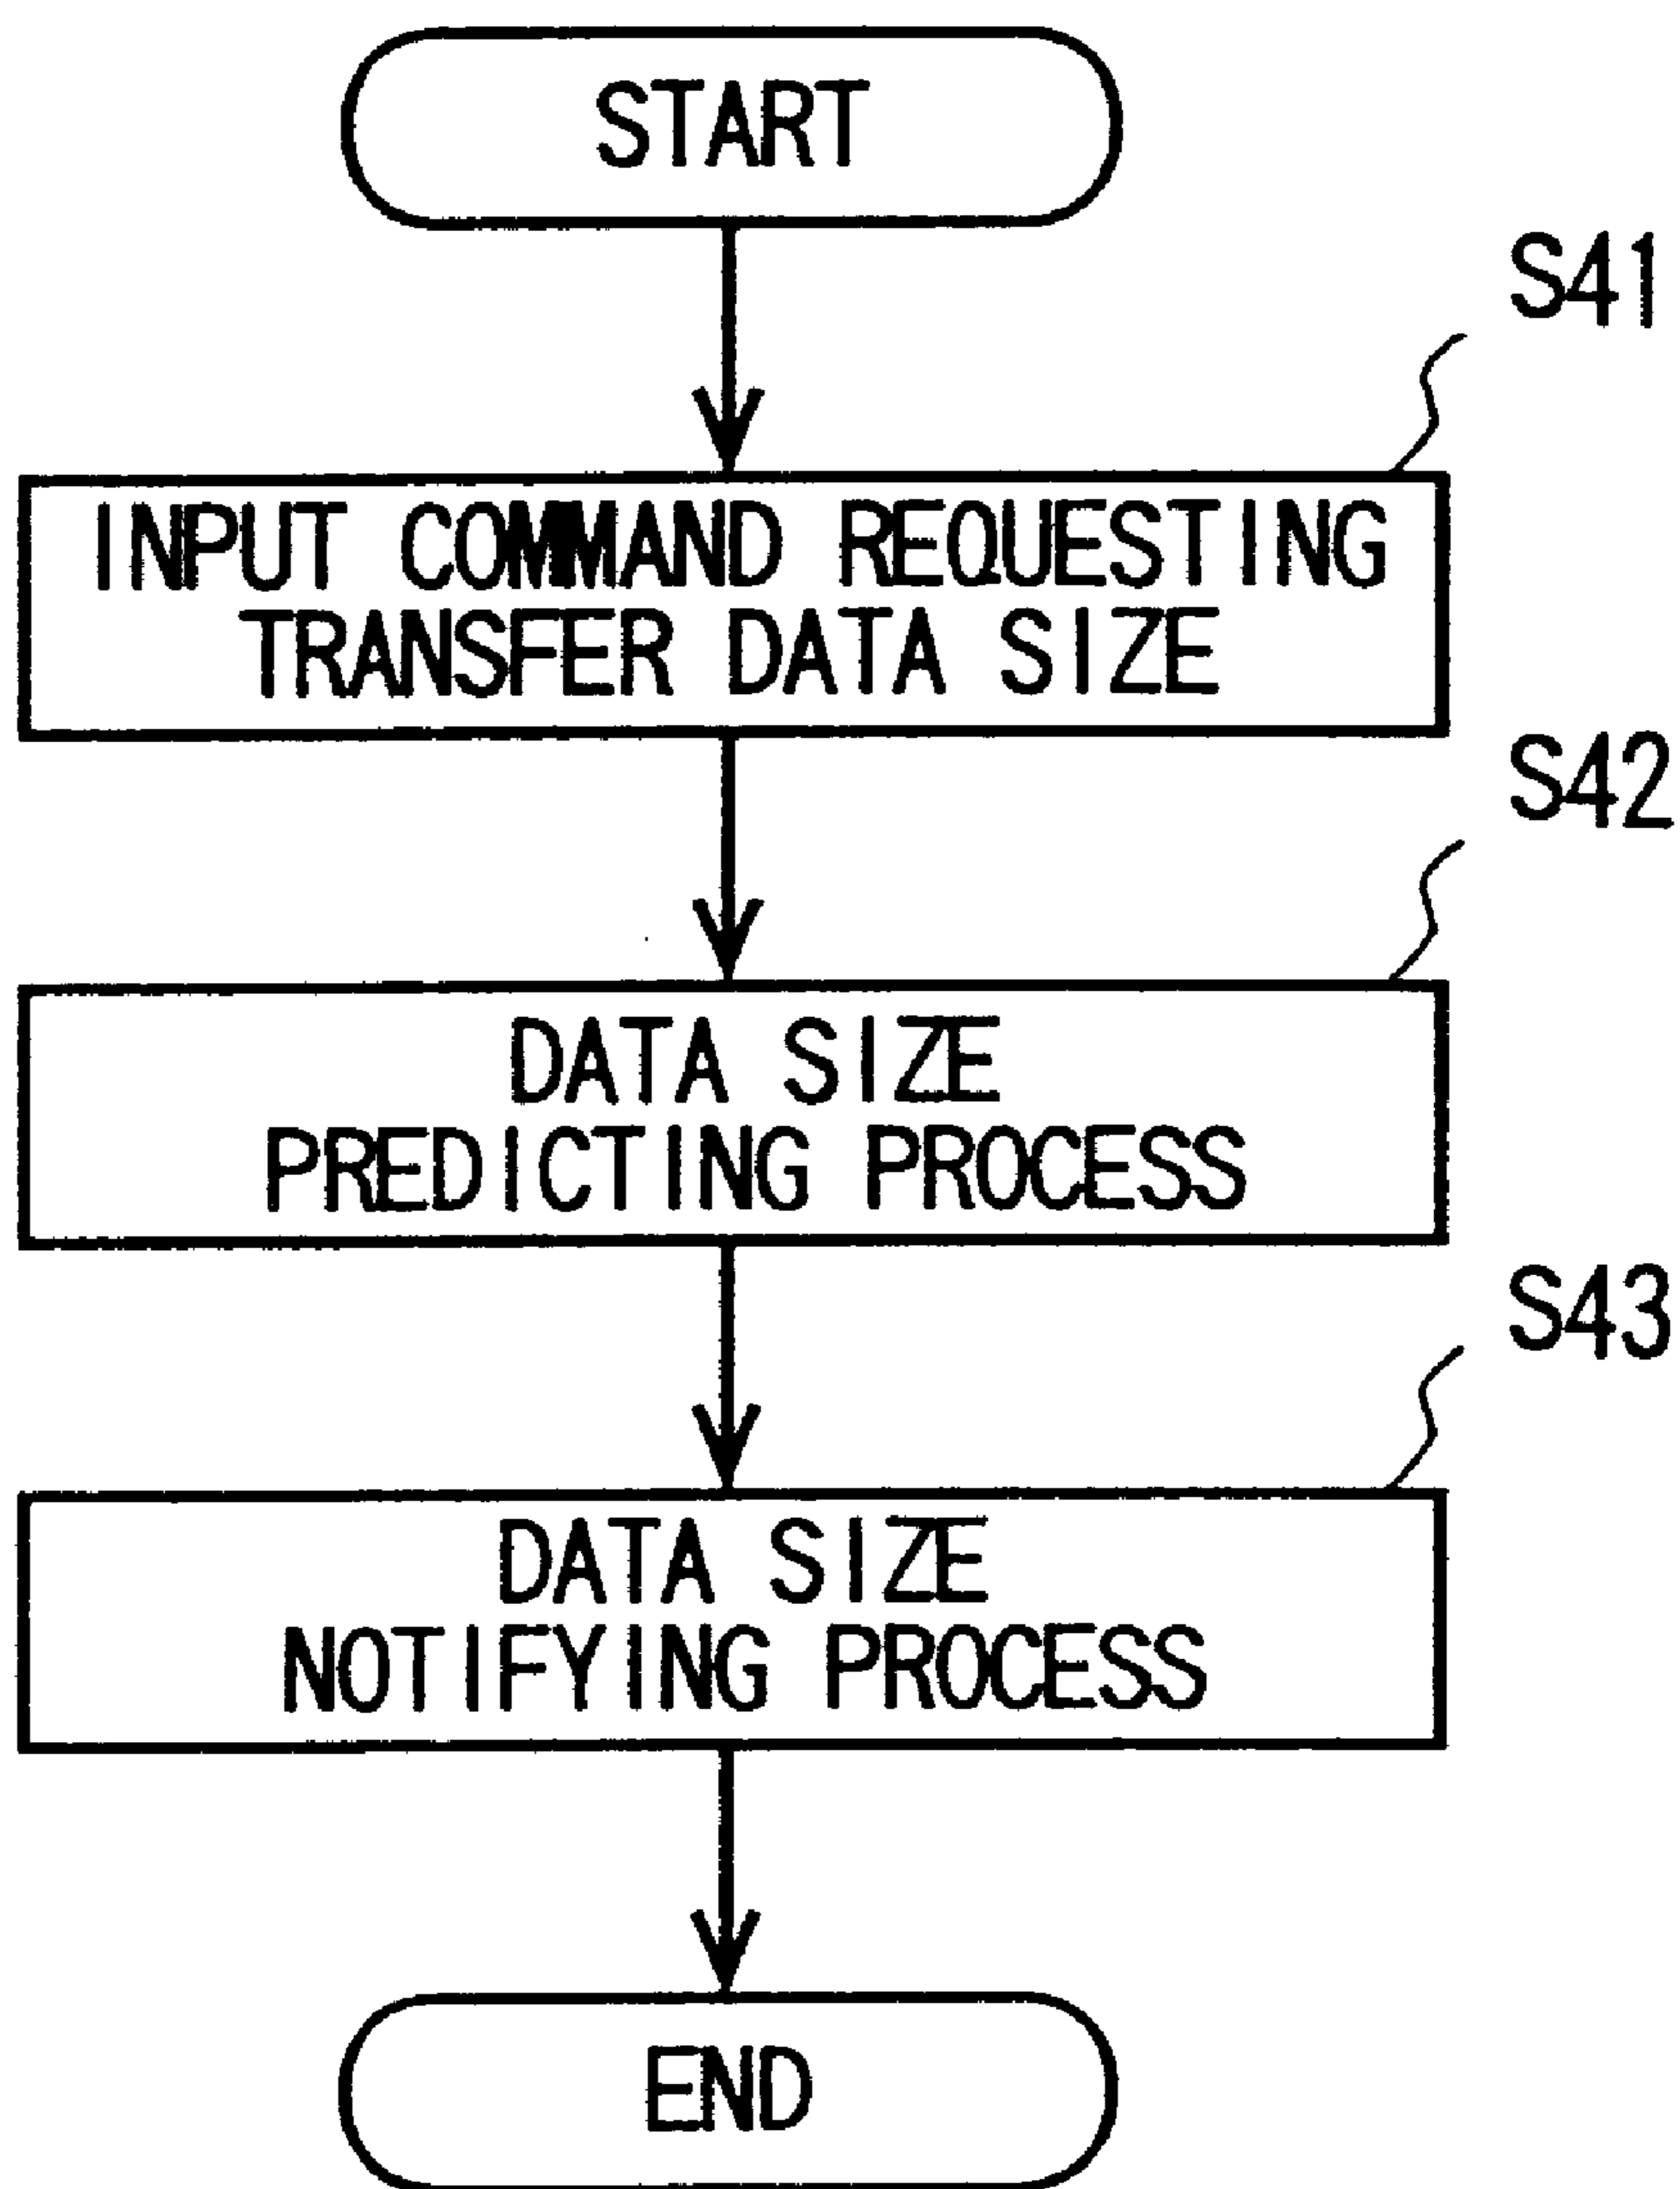 START
S41
INPUT COMMAND REQUESTING
TRANSFER DATA SIZE
S42
DATA SIZE
PREDICTING PROCESS
S43
DATA SIZE
NOTIFYING PROCESS
END